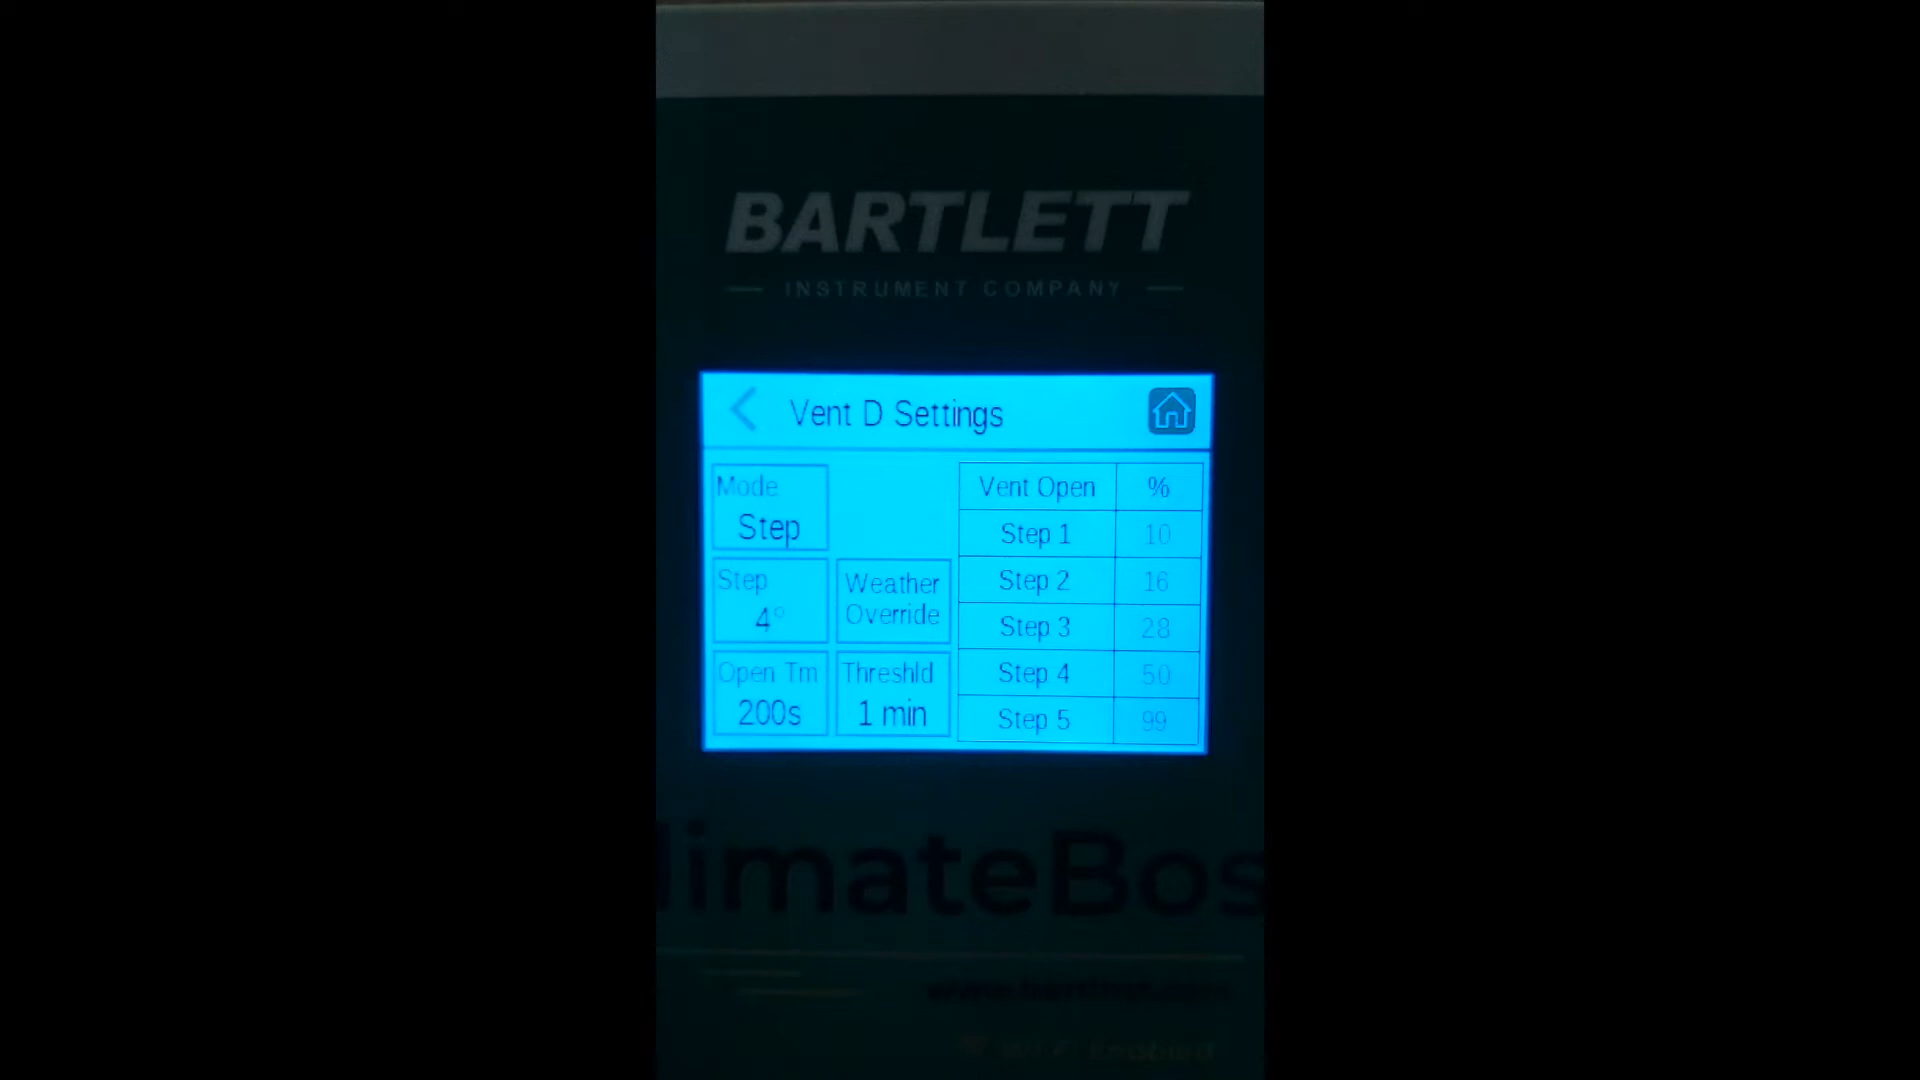 BARTLETT
INSTRUMENT COMPANY
Vent D Settings
Mode
Step
Step
4°
Weather
Override
Open Tm
200s
Threshld
1 min
Vent Open %
Step 1 10
Step 2 16
Step 3 28
Step 4 50
Step 5 99
limateBos
Enabled